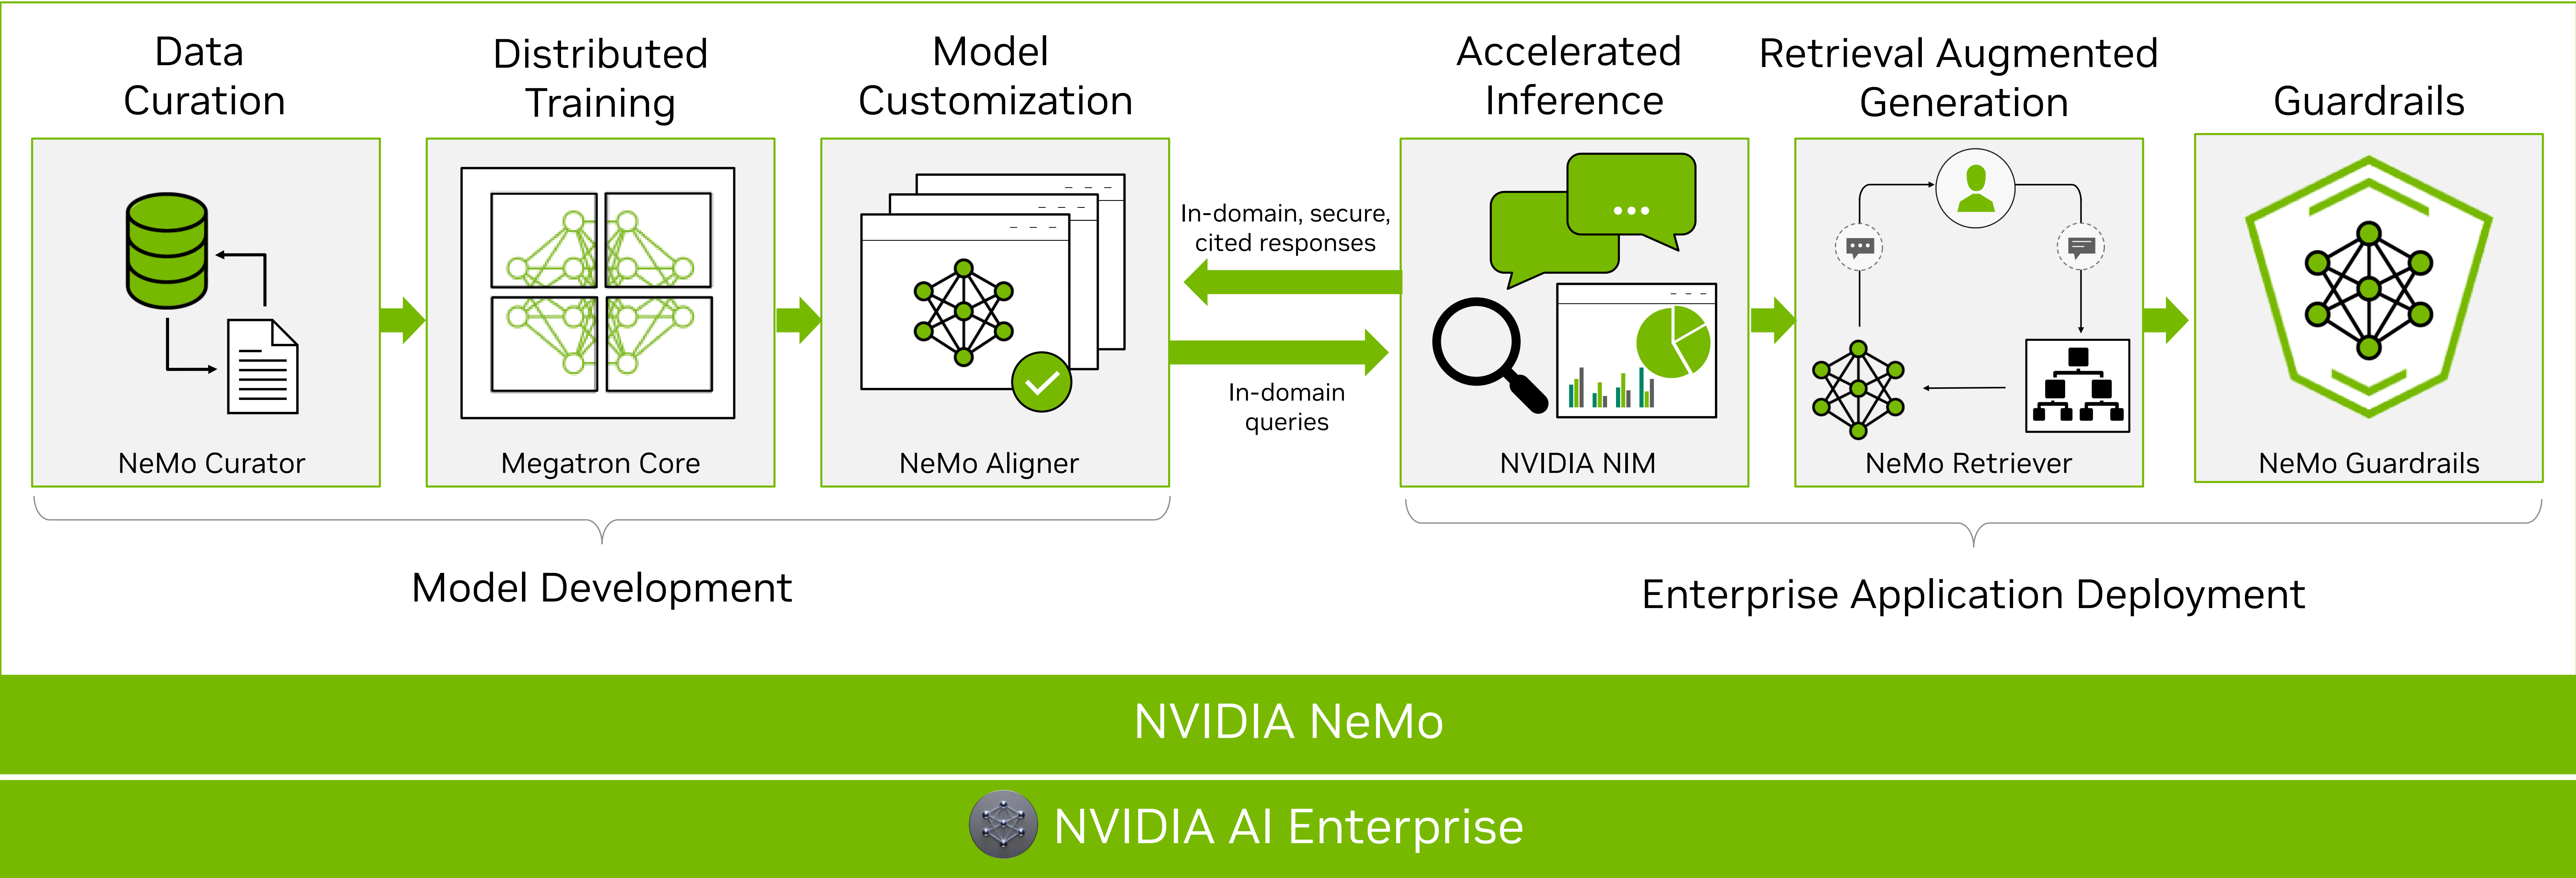 Data
Curation
Distributed
Training
Model
Customization
Accelerated
Inference
Retrieval Augmented
Generation
Guardrails
In-domain, secure,
cited responses
In-domain
queries
NeMo Curator
Megatron Core
NeMo Aligner
NVIDIA NIM
NeMo Retriever
NeMo Guardrails
Model Development
Enterprise Application Deployment
NVIDIA NeMo
NVIDIA AI Enterprise